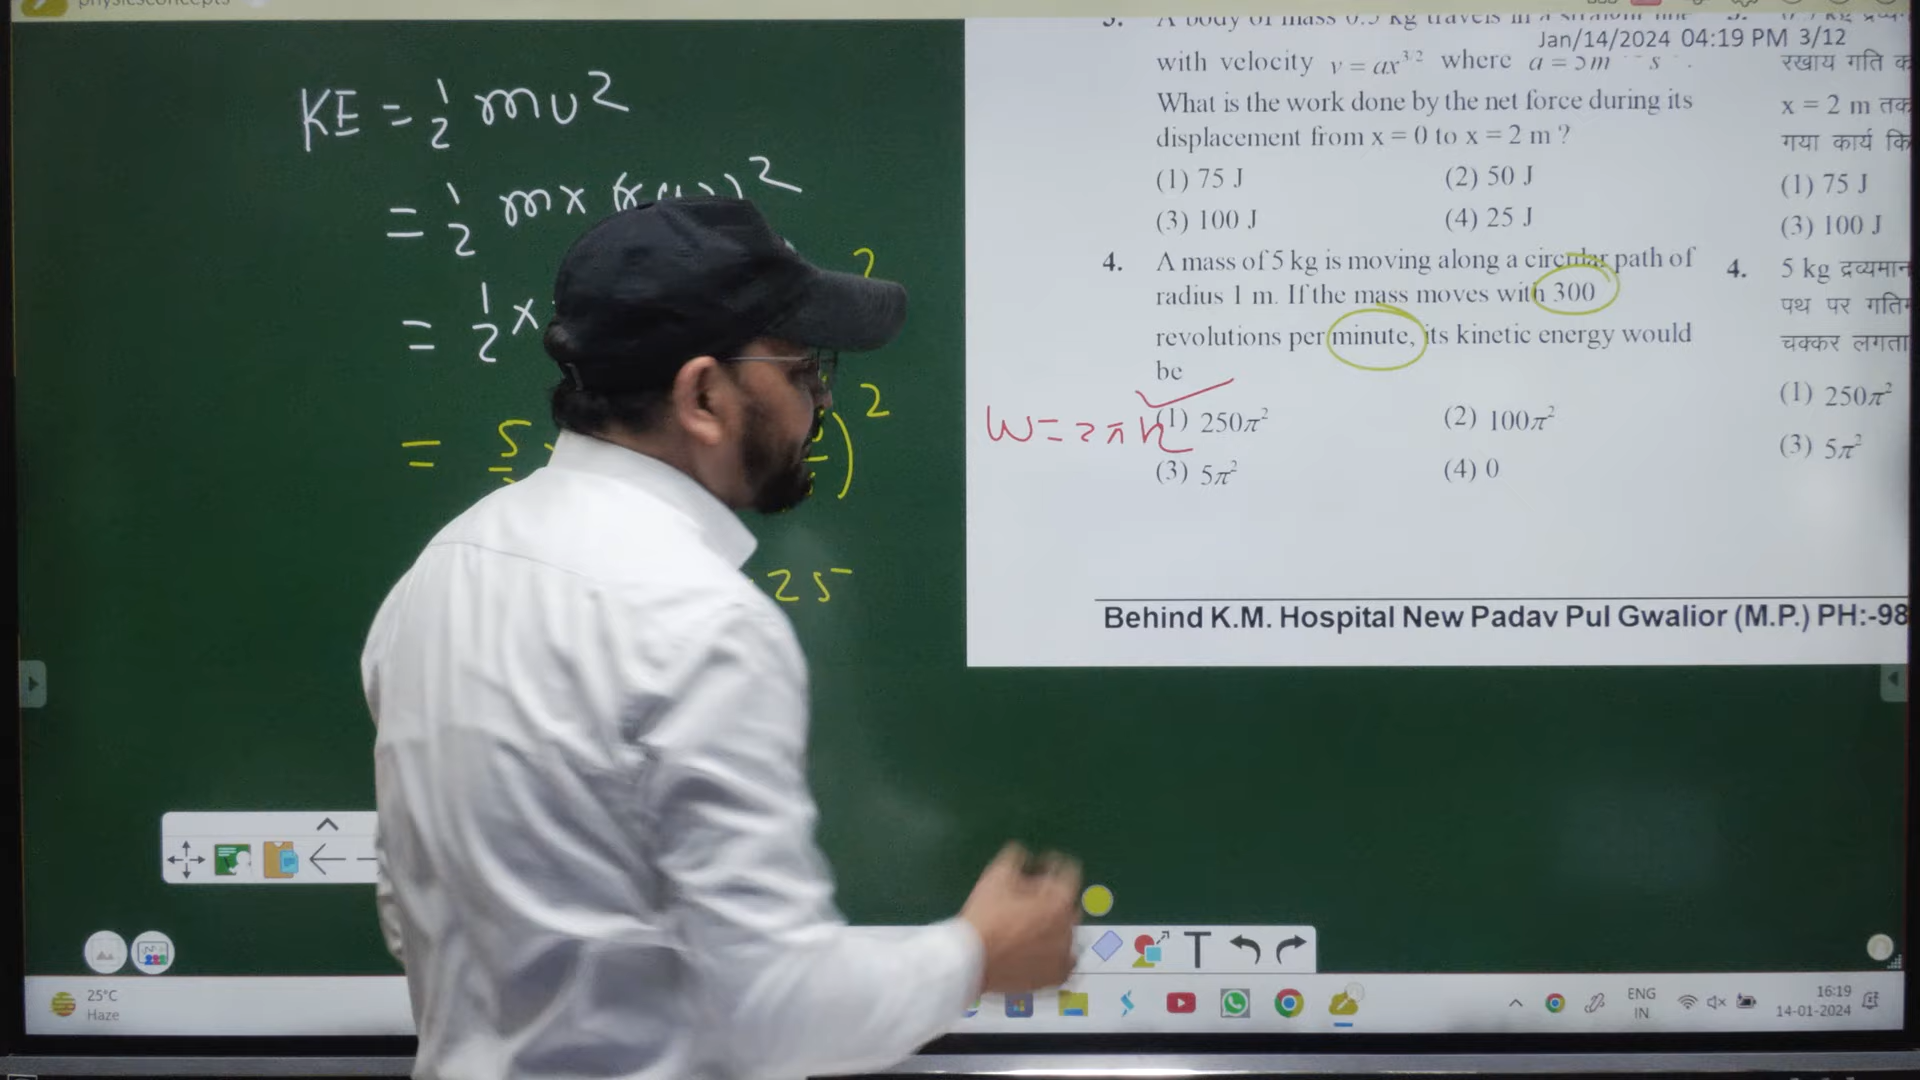 physicsconcepts
KE = 1/2 mv2
= 1/2 m×
2
= 1/2 ×
2
= 5
2
25
with velocity v = ax^3/2 where a = 5m s .
Jan/14/2024 04:19 PM 3/12
What is the work done by the net force during its
displacement from x = 0 to x = 2 m ?
(1) 75 J (2) 50 J
(3) 100 J (4) 25 J
4. A mass of 5 kg is moving along a circular path of
radius 1 m. If the mass moves with 300
revolutions per minute, its kinetic energy would
be
W = 2πn
(1) 250π² (2) 100π²
(3) 5π² (4) 0
गति
x = 2 m तक
गया कार्य
(1) 75 J
(3) 100 J
4. 5 kg द्रव्यमान
पथ पर
चक्कर लगता
(1) 250π²
(3) 5π²
Behind K.M. Hospital New Padav Pul Gwalior (M.P.) PH:-98
25°C
Haze
T
ENG
IN
16:19
14-01-2024